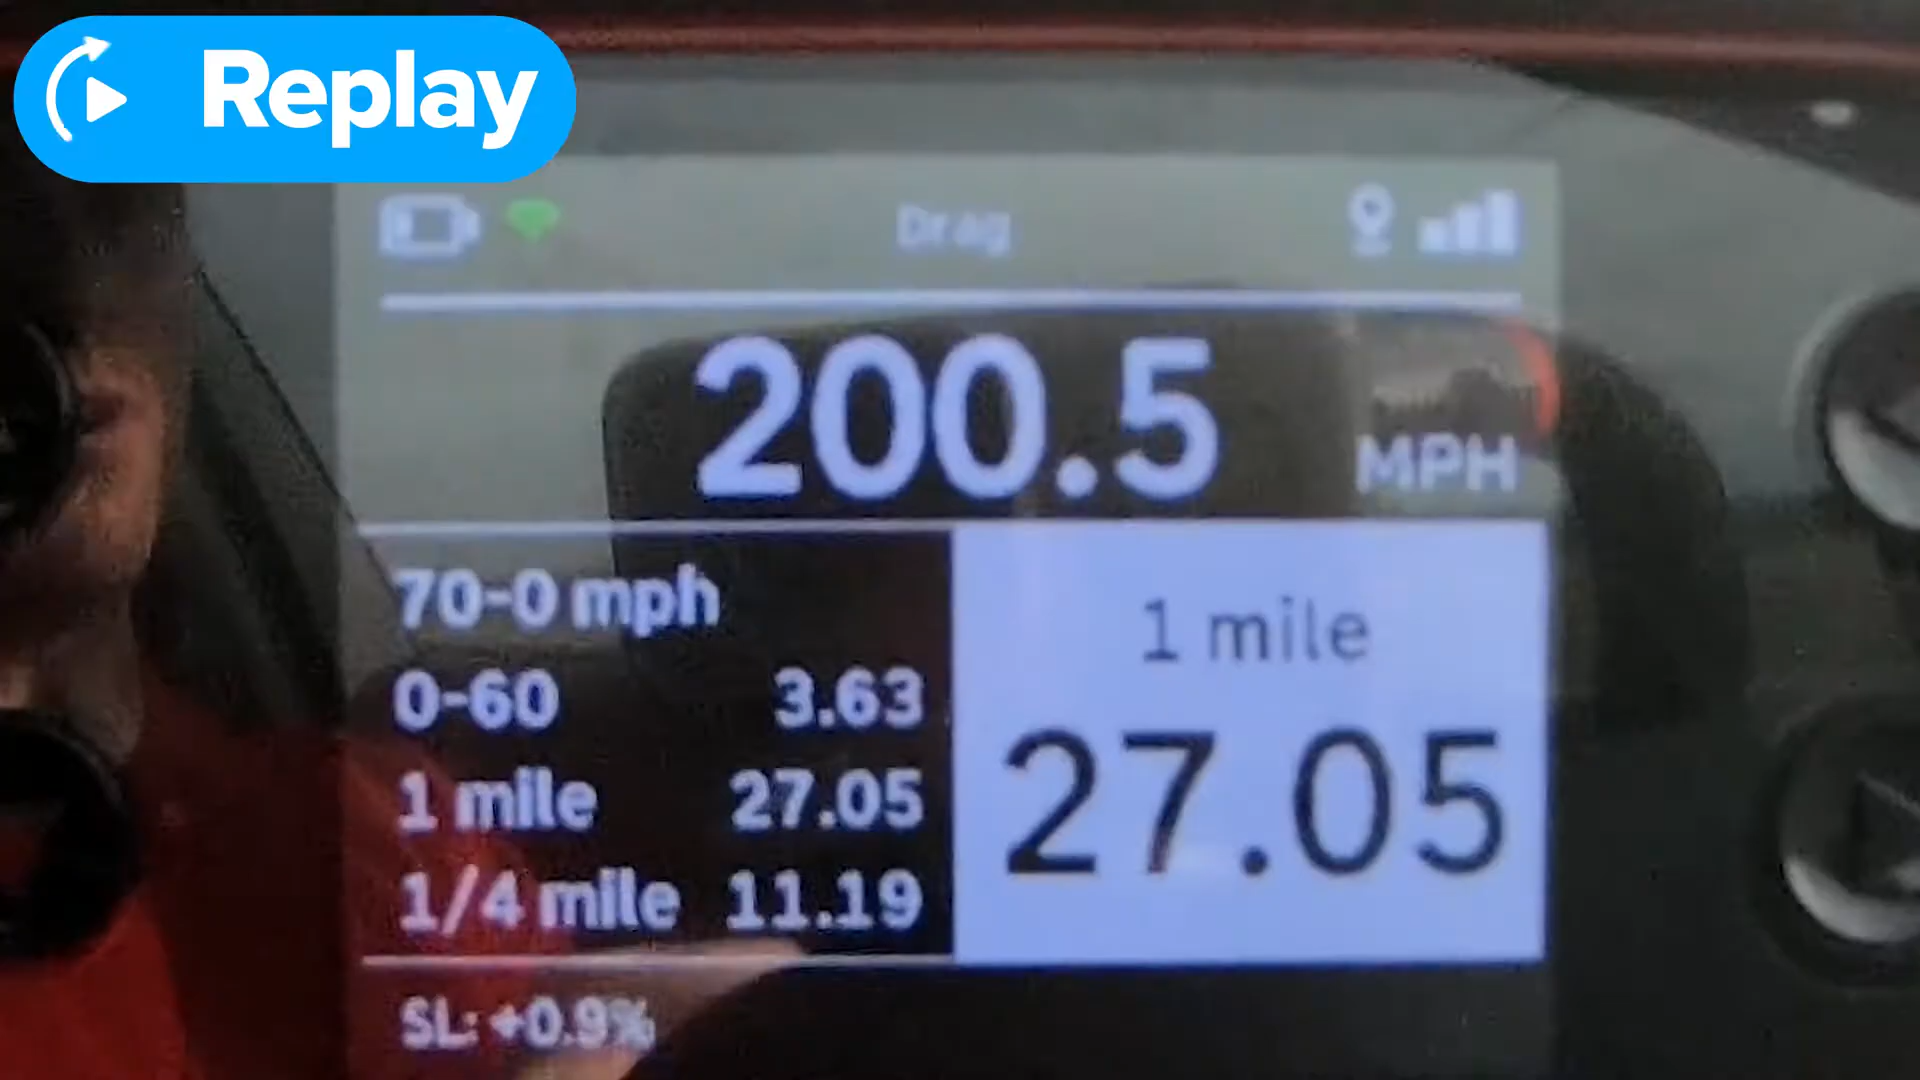 Replay
Drag
200.5
MPH
70-0 mph
0-60 3.63
1 mile 27.05
1/4 mile 11.19
1 mile
27.05
SL: +0.9%